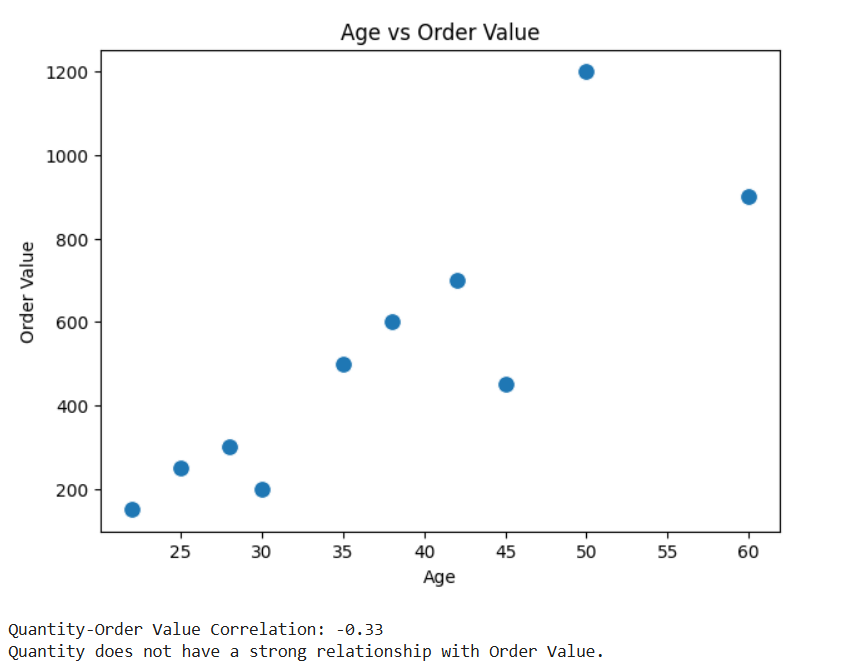 Age vs Order Value
1200
1000
800
600
400
200
Order Value
25 30 35 40 45 50 55 60
Age
Quantity-Order Value Correlation: -0.33
Quantity does not have a strong relationship with Order Value.